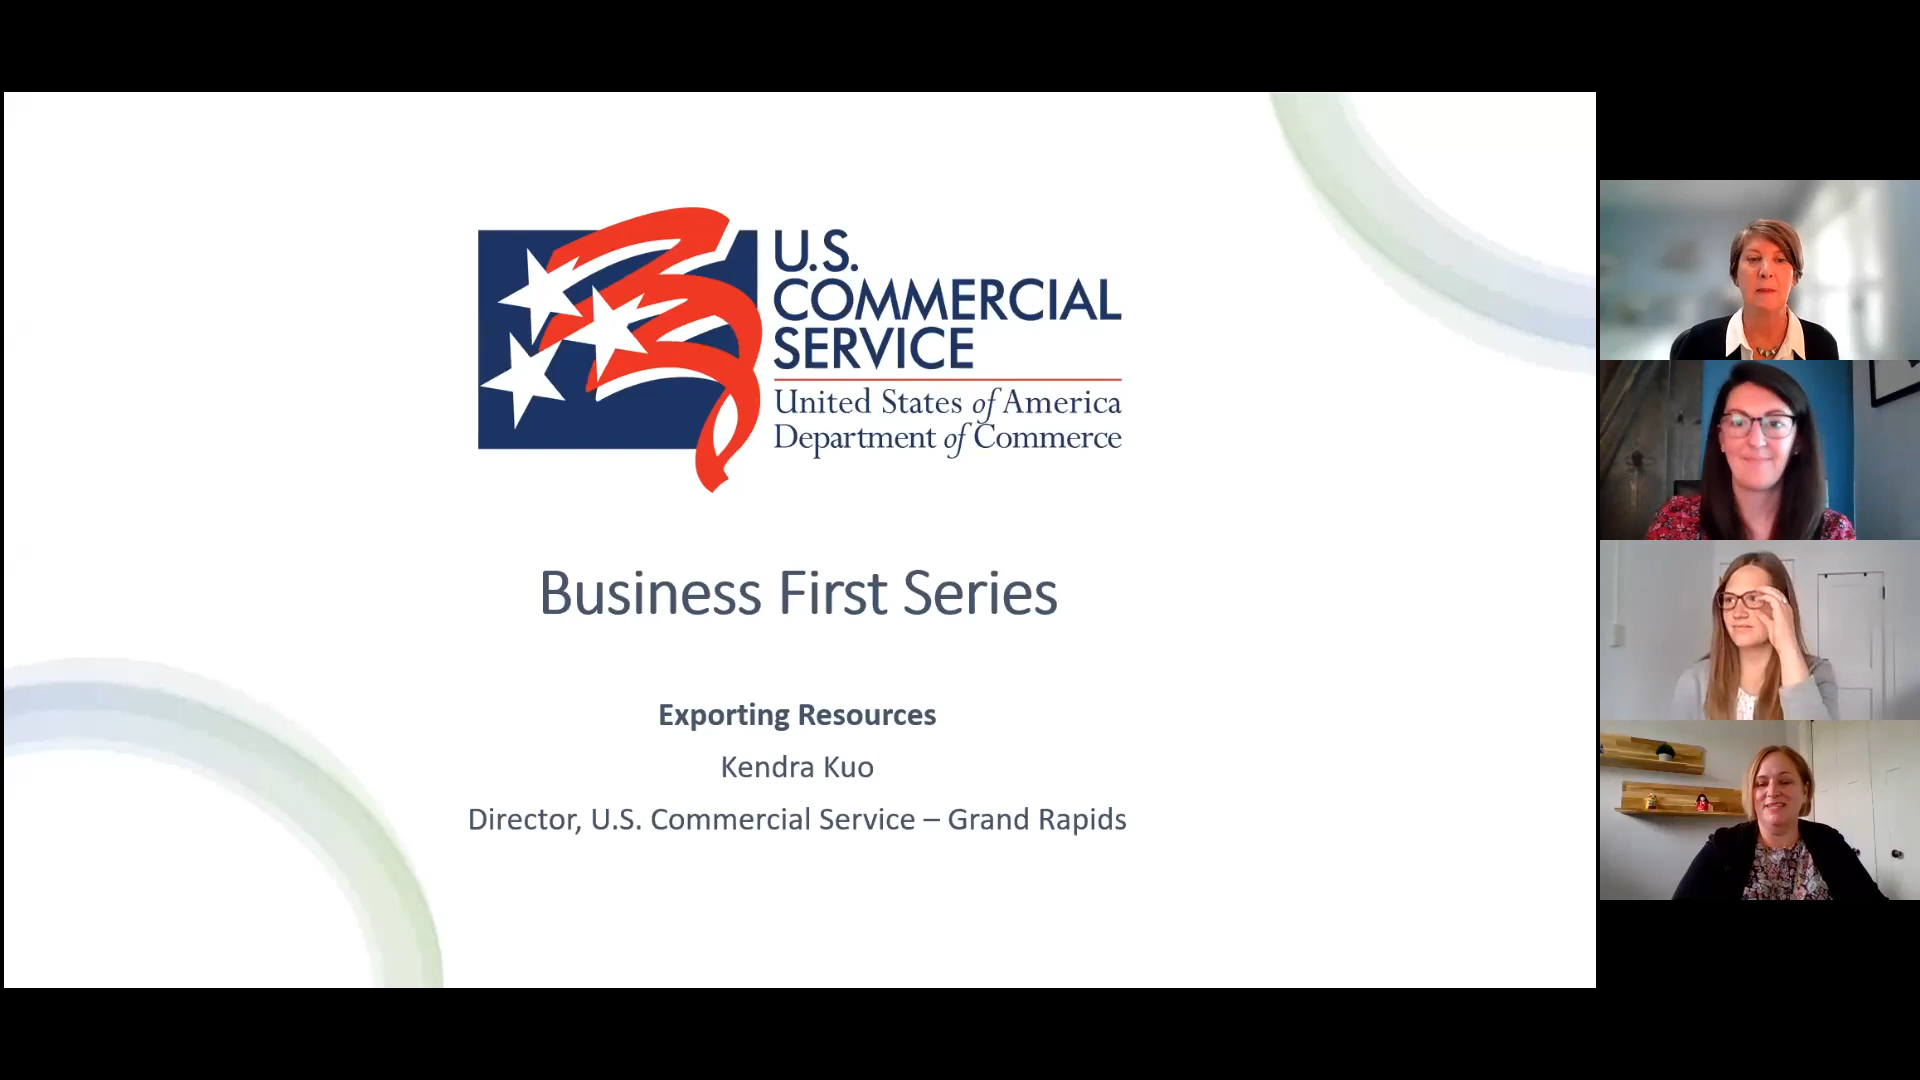 U.S.
COMMERCIAL
SERVICE
United States of America
Department of Commerce
Business First Series
Exporting Resources
Kendra Kuo
Director, U.S. Commercial Service – Grand Rapids